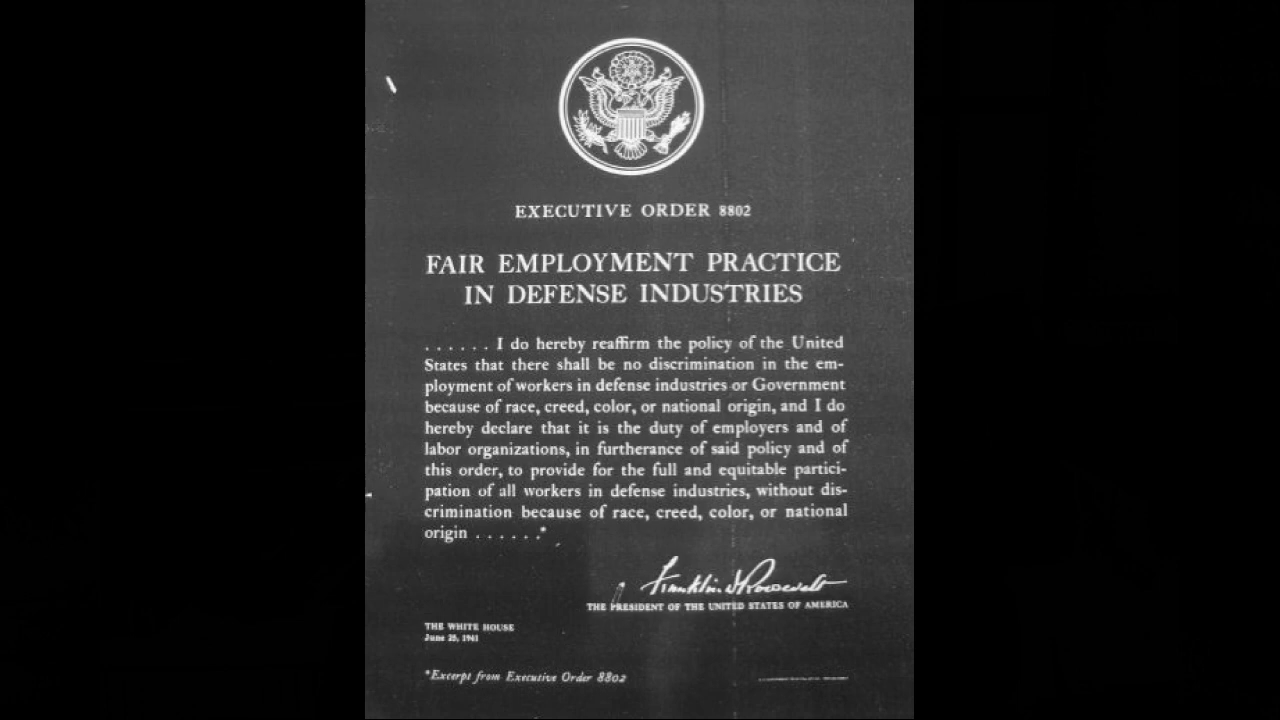 EXECUTIVE ORDER 8802
FAIR EMPLOYMENT PRACTICE
IN DEFENSE INDUSTRIES
. . . . . . I do hereby reaffirm the policy of the United
States that there shall be no discrimination in the em-
ployment of workers in defense industries or Government
because of race, creed, color, or national origin, and I do
hereby declare that it is the duty of employers and of
labor organizations, in furtherance of said policy and of
this order, to provide for the full and equitable partici-
pation of all workers in defense industries, without dis-
crimination because of race, creed, color, or national
origin . . . . . .*
Franklin D Roosevelt
THE PRESIDENT OF THE UNITED STATES OF AMERICA
THE WHITE HOUSE
June 25, 1941
*Excerpt from Executive Order 8802